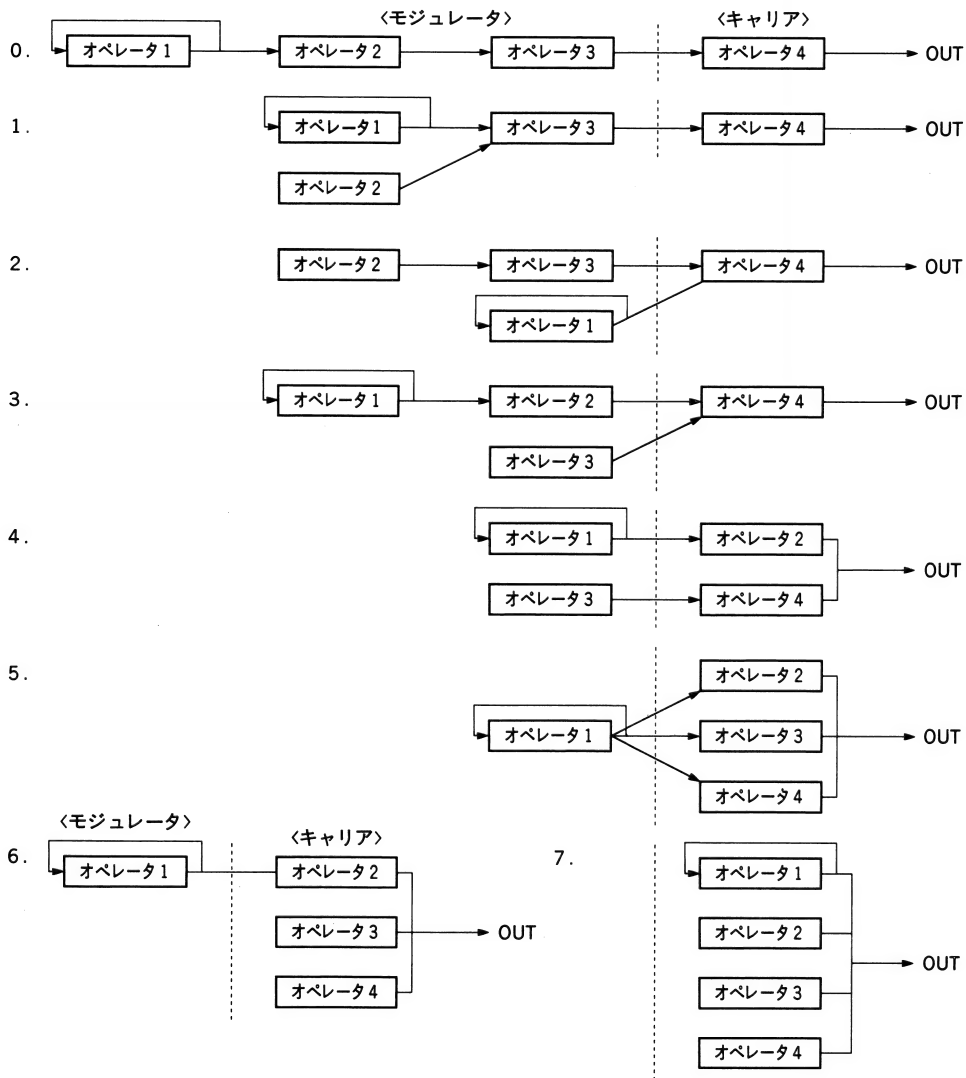 〈モジュレータ〉 〈キャリア〉
0. オペレータ1 オペレータ2 オペレータ3 オペレータ4 OUT
1. オペレータ1 オペレータ3 オペレータ4 OUT
オペレータ2
2. オペレータ2 オペレータ3 オペレータ4 OUT
オペレータ1
3. オペレータ1 オペレータ2 オペレータ4 OUT
オペレータ3
4. オペレータ1 オペレータ2
OUT
オペレータ3 オペレータ4
5. オペレータ2
オペレータ1 オペレータ3 OUT
オペレータ4
〈モジュレータ〉 〈キャリア〉
6. オペレータ1 オペレータ2
オペレータ3 OUT
オペレータ4
7. オペレータ1
オペレータ2
OUT
オペレータ3
オペレータ4